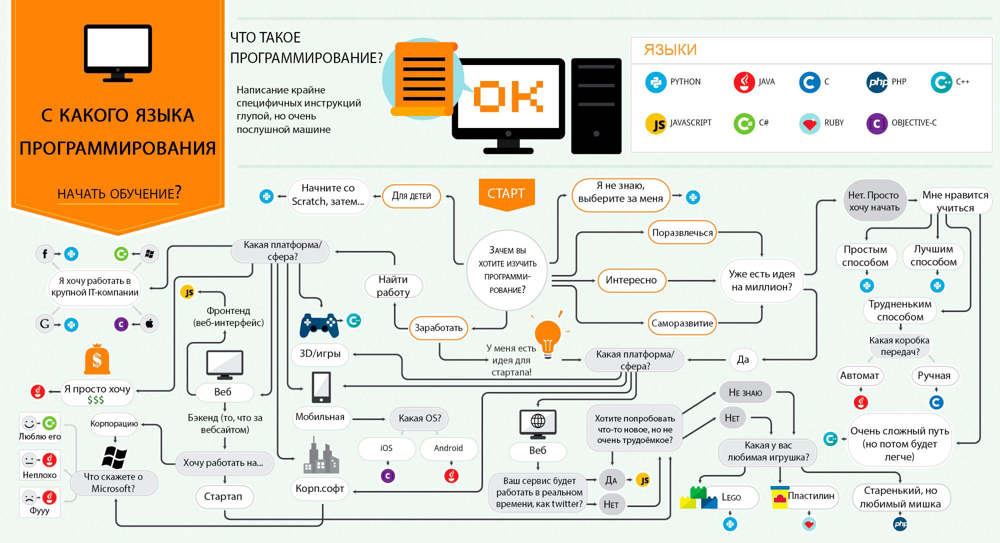 С КАКОГО ЯЗЫКА
ПРОГРАММИРОВАНИЯ
НАЧАТЬ ОБУЧЕНИЕ?
ЧТО ТАКОЕ
ПРОГРАММИРОВАНИЕ?
Написание крайне
специфичных инструкций
глупой, но очень
послушной машине
OK
ЯЗЫКИ
PYTHON
JAVA
C
php PHP
C++
JS JAVASCRIPT
C#
RUBY
OBJECTIVE-C
СТАРТ
Зачем вы
хотите изучить
программи-
рование?
Для детей
Начните со
Scratch, затем...
Я не знаю,
выберите за меня
Поразвлечься
Интересно
Саморазвитие
Уже есть идея
на миллион?
Нет. Просто
хочу начать
Мне нравится
учиться
Простым
способом
Лучшим
способом
Трудненьким
способом
Какая коробка
передач?
Автомат
Ручная
C
Очень сложный путь
(но потом будет
легче)
C++
Да
Какая платформа/
сфера?
У меня есть
идея для
стартапа!
Заработать
Найти
работу
Какая платформа/
сфера?
Я хочу работать в
крупной IT-компании
f
C#
G
C
$
Я просто хочу
$$$
JS
Фронтенд
(веб-интерфейс)
Веб
Бэкенд (то, что за
вебсайтом)
Хочу работать на...
Стартап
Корпорацию
Что скажете о
Microsoft?
C#
Люблю его
Неплохо
Фууу
C++
3D/игры
Мобильная
Какая OS?
iOS
Android
C
Корп.софт
Веб
Ваш сервис будет
работать в реальном
времени, как twitter?
Да
JS
Нет
Хотите попробовать
что-то новое, но не
очень трудоёмкое?
Не знаю
Нет
Какая у вас
любимая игрушка?
Lego
Пластилин
Старенький, но
любимый мишка
php